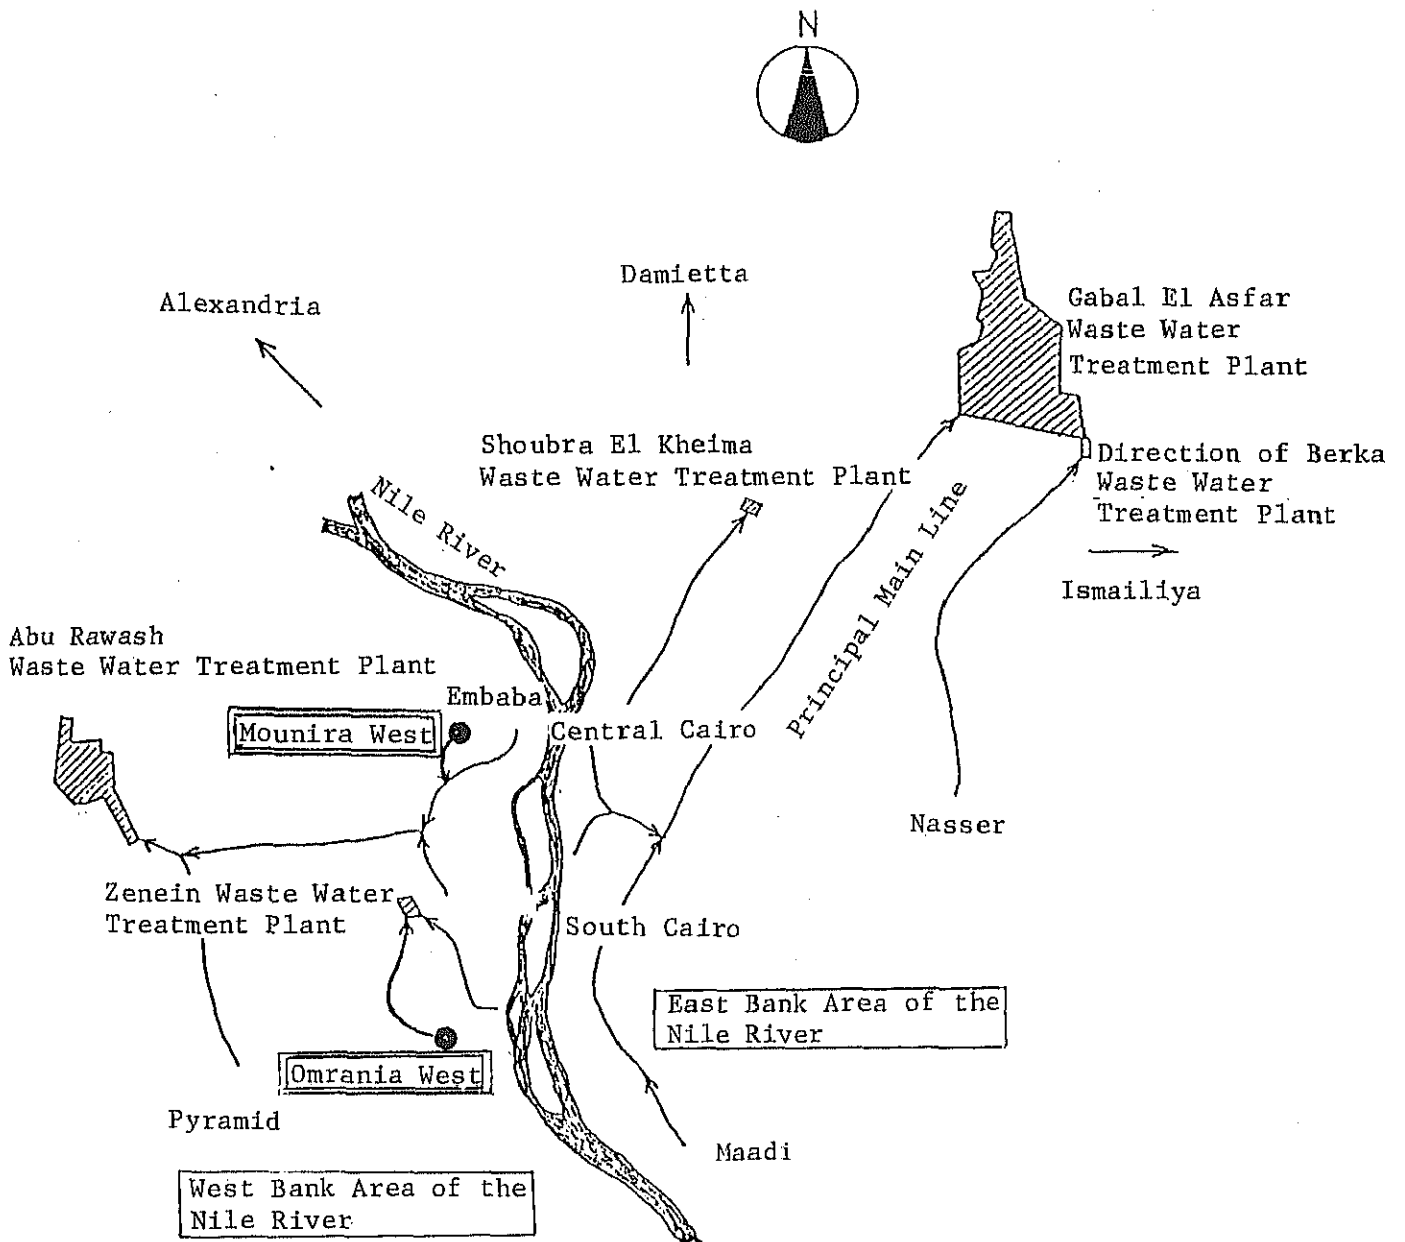 N
Damietta
Alexandria
Gabal El Asfar
Waste Water
Treatment Plant
Shoubra El Kheima
Waste Water Treatment Plant
Direction of Berka
Waste Water
Treatment Plant
Nile River
Principal Main Line
Ismailiya
Abu Rawash
Waste Water Treatment Plant
Embaba
Mounira West
Central Cairo
Nasser
Zenein Waste Water
Treatment Plant
South Cairo
East Bank Area of the
Nile River
Omrania West
Pyramid
Maadi
West Bank Area of the
Nile River